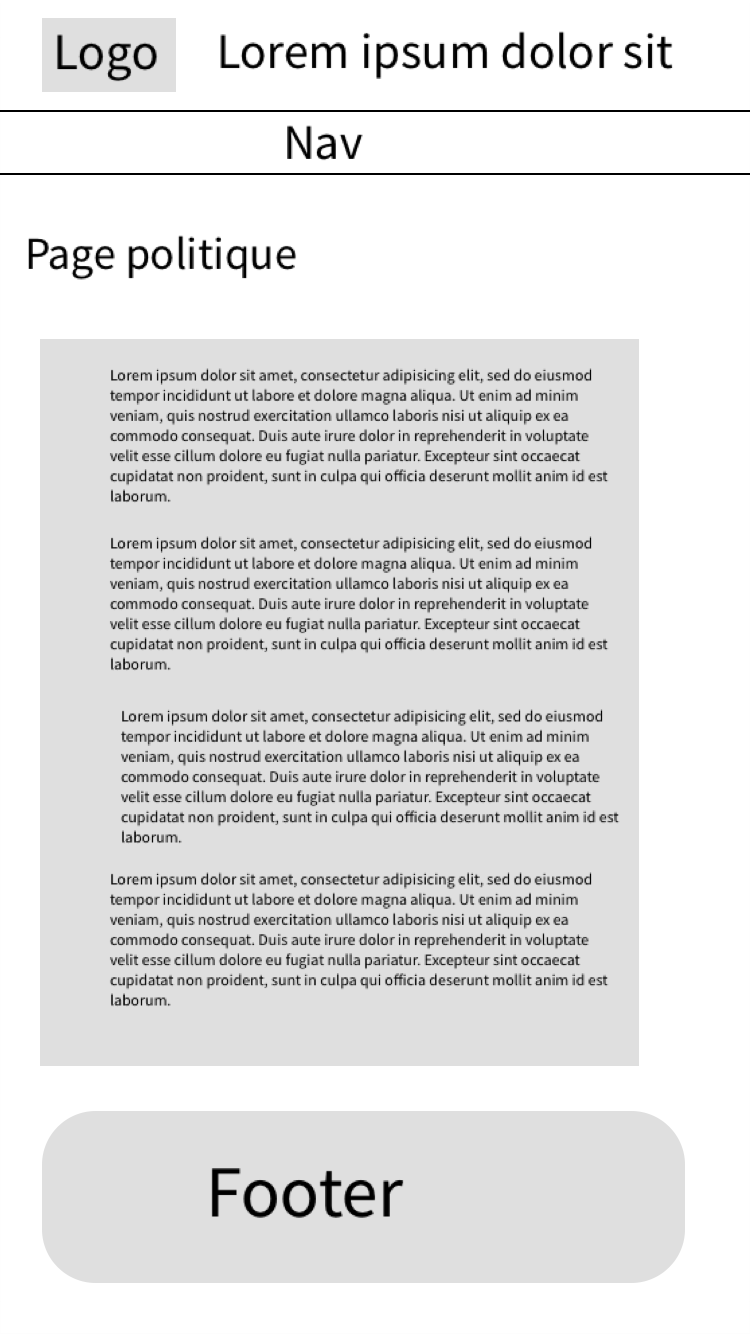 Logo Lorem ipsum dolor sit
Nav
Page politique
Lorem ipsum dolor sit amet, consectetur adipisicing elit, sed do eiusmod
tempor incididunt ut labore et dolore magna aliqua. Ut enim ad minim
veniam, quis nostrud exercitation ullamco laboris nisi ut aliquip ex ea
commodo consequat. Duis aute irure dolor in reprehenderit in voluptate
velit esse cillum dolore eu fugiat nulla pariatur. Excepteur sint occaecat
cupidatat non proident, sunt in culpa qui officia deserunt mollit anim id est
laborum.
Lorem ipsum dolor sit amet, consectetur adipisicing elit, sed do eiusmod
tempor incididunt ut labore et dolore magna aliqua. Ut enim ad minim
veniam, quis nostrud exercitation ullamco laboris nisi ut aliquip ex ea
commodo consequat. Duis aute irure dolor in reprehenderit in voluptate
velit esse cillum dolore eu fugiat nulla pariatur. Excepteur sint occaecat
cupidatat non proident, sunt in culpa qui officia deserunt mollit anim id est
laborum.
Lorem ipsum dolor sit amet, consectetur adipisicing elit, sed do eiusmod
tempor incididunt ut labore et dolore magna aliqua. Ut enim ad minim
veniam, quis nostrud exercitation ullamco laboris nisi ut aliquip ex ea
commodo consequat. Duis aute irure dolor in reprehenderit in voluptate
velit esse cillum dolore eu fugiat nulla pariatur. Excepteur sint occaecat
cupidatat non proident, sunt in culpa qui officia deserunt mollit anim id est
laborum.
Lorem ipsum dolor sit amet, consectetur adipisicing elit, sed do eiusmod
tempor incididunt ut labore et dolore magna aliqua. Ut enim ad minim
veniam, quis nostrud exercitation ullamco laboris nisi ut aliquip ex ea
commodo consequat. Duis aute irure dolor in reprehenderit in voluptate
velit esse cillum dolore eu fugiat nulla pariatur. Excepteur sint occaecat
cupidatat non proident, sunt in culpa qui officia deserunt mollit anim id est
laborum.
Footer